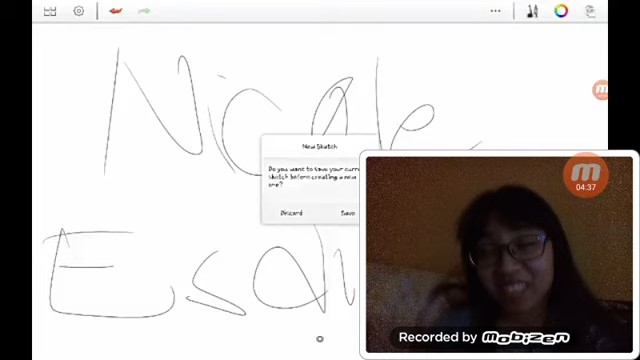 Nicole
New Sketch
Do you want to save your curr
sketch before creating a new
one?
Discard Save
04:37
Recorded by Mobizen